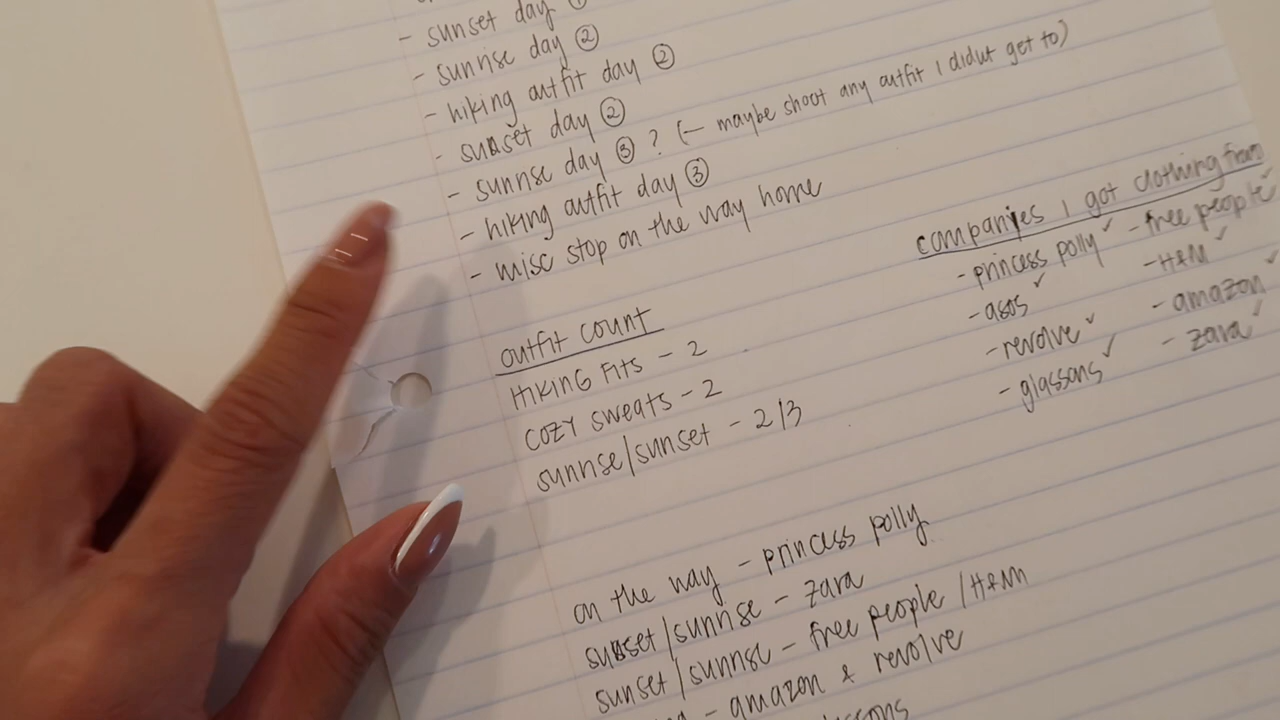 - sunset day ①
- sunrise day ②
- hiking outfit day ②
- sunset day ②
- sunrise day ③ ? (- maybe shoot any outfit I didnt get to)
- hiking outfit day ③
- misc stop on the way home
companies I got clothing from
- princess polly ✓ - free people ✓
- asos ✓ - H&M ✓
- revolve ✓ - amazon ✓
- glassons ✓ - zara ✓
outfit count
HIKING FITS - 2
COZY SWEATS - 2
sunrise/sunset - 2/3
on the way - princess polly
sunset/sunrise - zara
sunset/sunrise - free people / H&M
- amazon & revolve